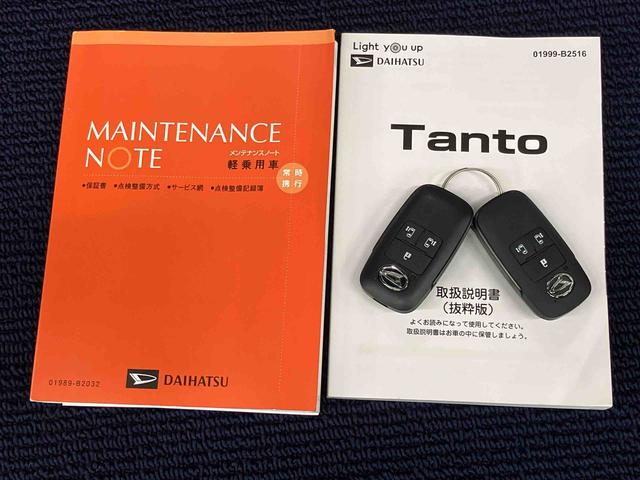 MAINTENANCE
NOTE
メンテナンスノート
軽乗用車
常時
携行
•保証書 •点検整備方式 •サービス網 •点検整備記録簿
DAIHATSU
01989-B2032
Light you up
DAIHATSU
01999-B2516
Tanto
取扱説明書
(抜粋版)
よくお読みになって使用してください。
取扱説明書はお車の中に保管しましょう。